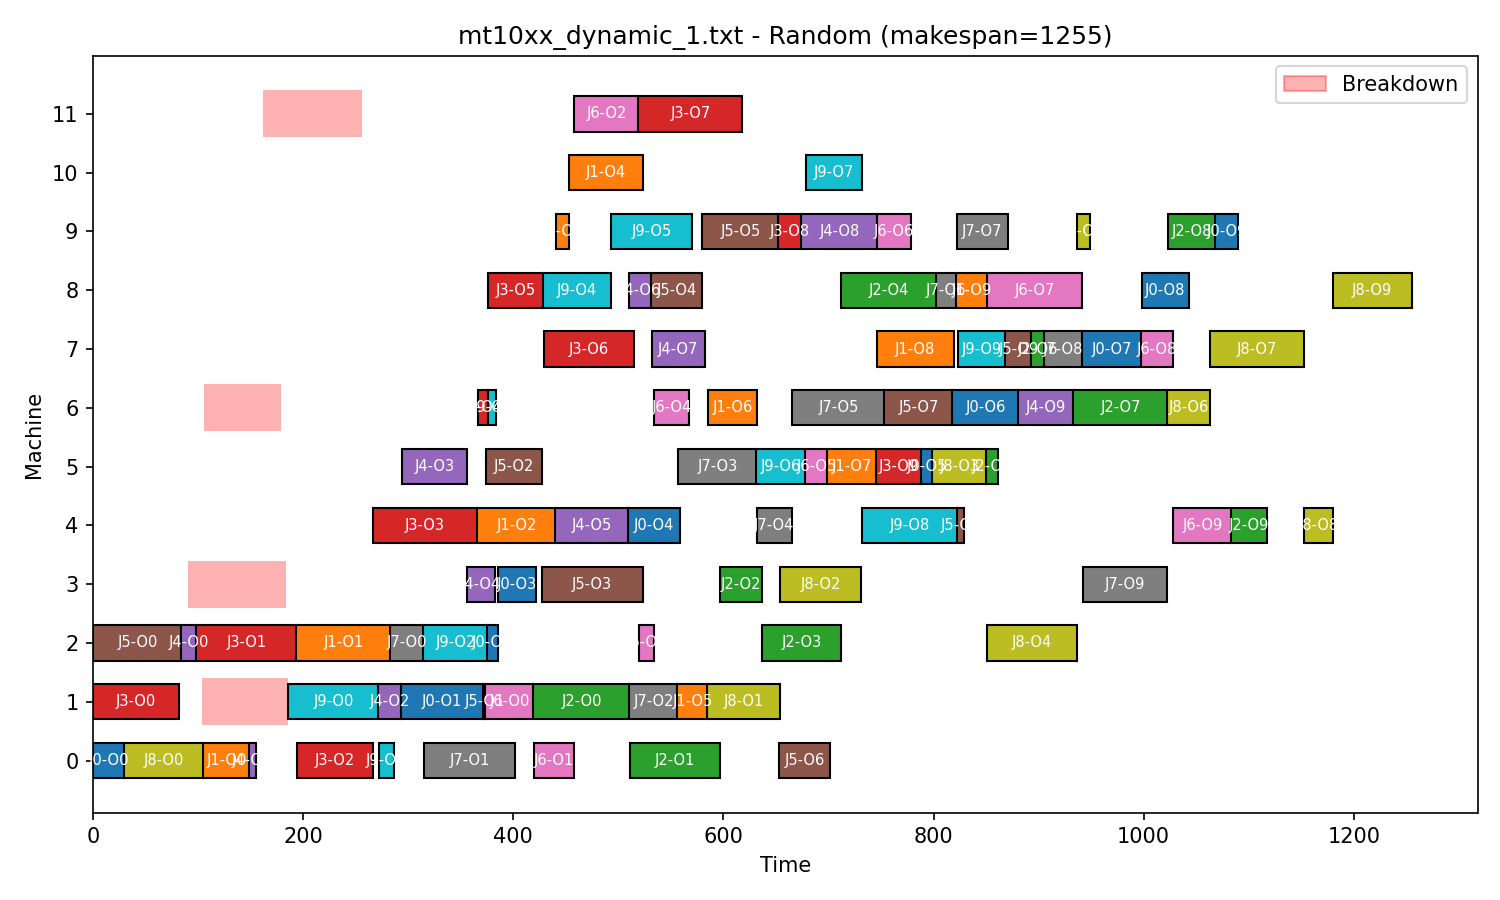 mt10xx_dynamic_1.txt - Random (makespan=1255)
Breakdown
11 J6-O2 J3-O7
10 J1-O4 J9-O7
9 J9-O5 J5-O5 J3-O8 J4-O8 J6-O6 J7-O7 J2-O8
8 J3-O5 J9-O4 J5-O4 J2-O4 J6-O7 J0-O8 J8-O9
7 J3-O6 J4-O7 J1-O8 J9-O9 J0-O7 J6-O8 J8-O7
6 J6-O4 J1-O6 J7-O5 J5-O7 J0-O6 J4-O9 J2-O7 J8-O6
5 J4-O3 J5-O2 J7-O3 J9-O6 J1-O7 J8-O3
4 J3-O3 J1-O2 J4-O5 J0-O4 J7-O4 J9-O8 J6-O9 J2-O9
3 J0-O3 J5-O3 J2-O2 J8-O2 J7-O9
2 J5-O0 J4-O0 J3-O1 J1-O1 J7-O0 J9-O2 J2-O3 J8-O4
1 J3-O0 J9-O0 J4-O2 J0-O1 J6-O0 J2-O0 J7-O2 J1-O5 J8-O1
0 J8-O0 J3-O2 J7-O1 J6-O1 J2-O1 J5-O6
Machine
0 200 400 600 800 1000 1200
Time